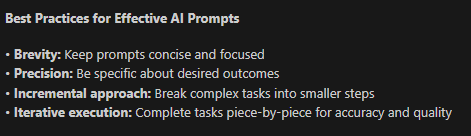 Best Practices for Effective AI Prompts
• Brevity: Keep prompts concise and focused
• Precision: Be specific about desired outcomes
• Incremental approach: Break complex tasks into smaller steps
• Iterative execution: Complete tasks piece-by-piece for accuracy and quality